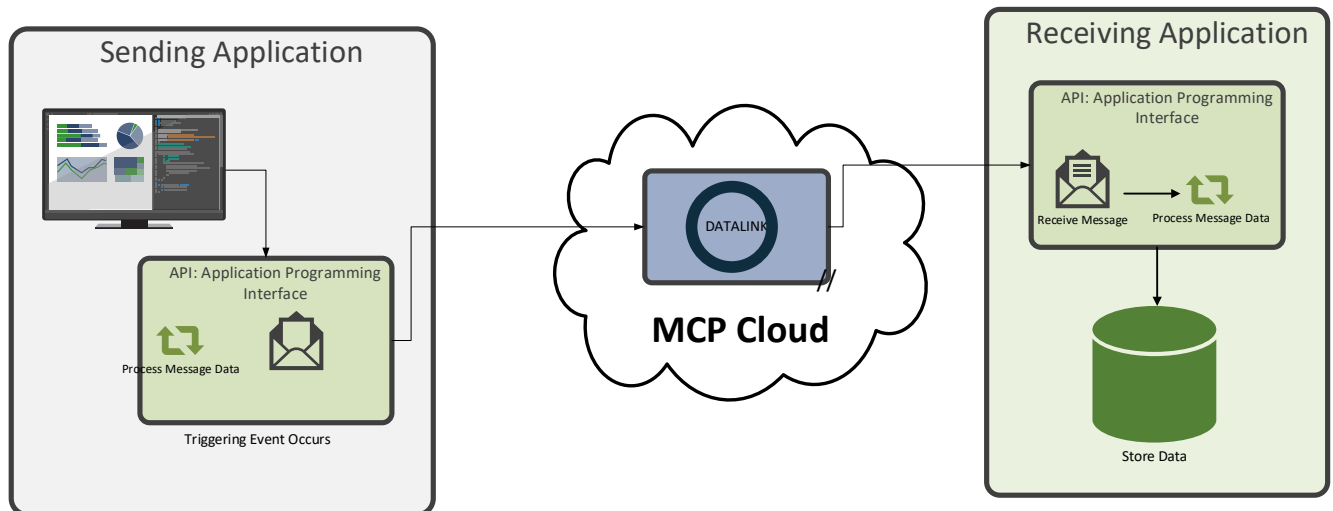 Sending Application
API: Application Programming
Interface
Process Message Data
Triggering Event Occurs
DATALINK
//
MCP Cloud
Receiving Application
API: Application Programming
Interface
Receive Message
Process Message Data
Store Data